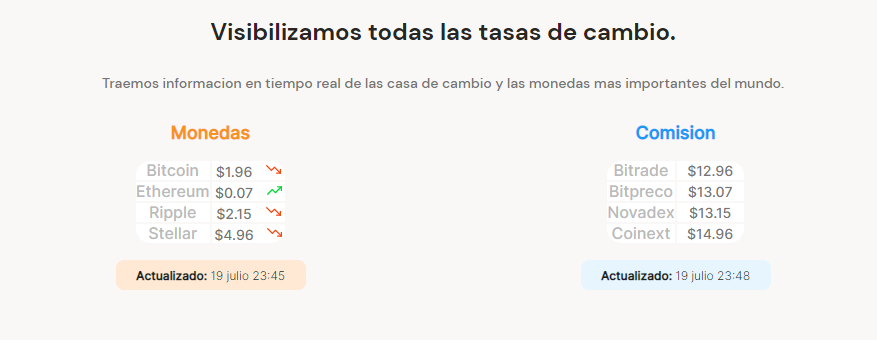 Visibilizamos todas las tasas de cambio.
Traemos informacion en tiempo real de las casa de cambio y las monedas mas importantes del mundo.
Monedas
Bitcoin $1.96
Ethereum $0.07
Ripple $2.15
Stellar $4.96
Actualizado: 19 julio 23:45
Comision
Bitrade $12.96
Bitpreco $13.07
Novadex $13.15
Coinext $14.96
Actualizado: 19 julio 23:48